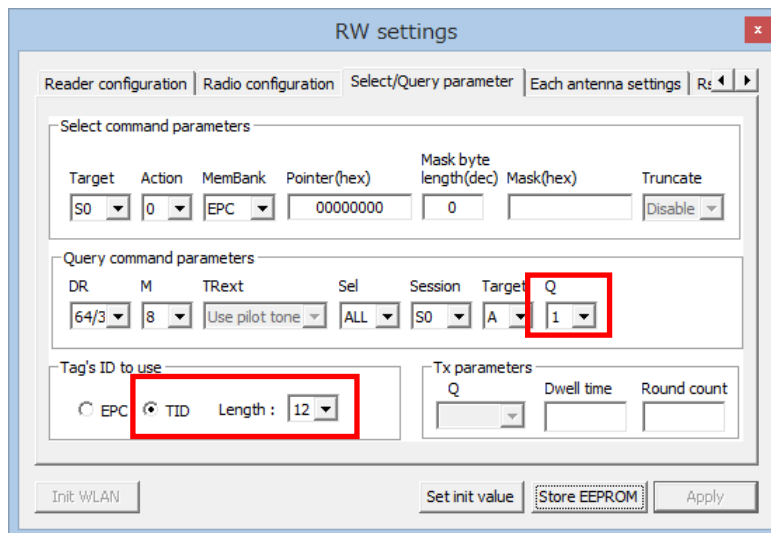 RW settings
x
Reader configuration Radio configuration Select/Query parameter Each antenna settings
Select command parameters
Mask byte
Target Action MemBank Pointer(hex) length(dec) Mask(hex) Truncate
S0 0 EPC 00000000 0 Disable
Query command parameters
DR M TRext Sel Session Target Q
64/3 8 Use pilot tone ALL S0 A 1
Tag's ID to use
EPC TID Length : 12
Tx parameters
Q Dwell time Round count
Init WLAN Set init value Store EEPROM Apply